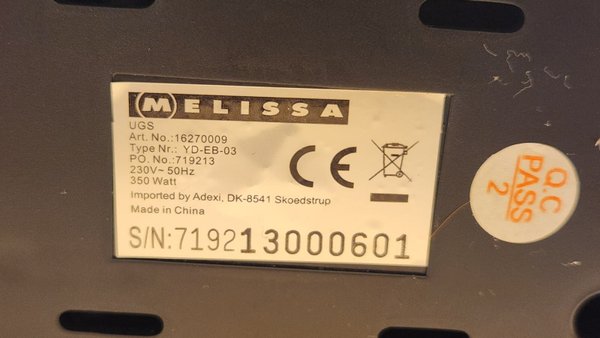 MELISSA
UGS
Art. No.:16270009
Type Nr.: YD-EB-03
PO. No.: 719213
230V~ 50Hz
350 Watt
Imported by Adexi, DK-8541 Skoedstrup
Made in China
S/N:719213000601
CE
Q.C
PASS
2